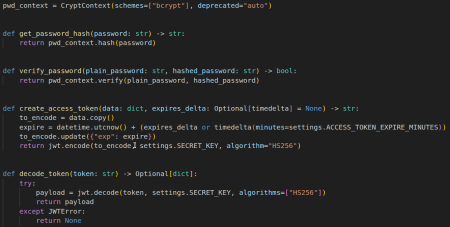 pwd_context = CryptContext(schemes=["bcrypt"], deprecated="auto")
def get_password_hash(password: str) -> str:
return pwd_context.hash(password)
def verify_password(plain_password: str, hashed_password: str) -> bool:
return pwd_context.verify(plain_password, hashed_password)
def create_access_token(data: dict, expires_delta: Optional[timedelta] = None) -> str:
to_encode = data.copy()
expire = datetime.utcnow() + (expires_delta or timedelta(minutes=settings.ACCESS_TOKEN_EXPIRE_MINUTES))
to_encode.update({"exp": expire})
return jwt.encode(to_encode, settings.SECRET_KEY, algorithm="HS256")
def decode_token(token: str) -> Optional[dict]:
try:
payload = jwt.decode(token, settings.SECRET_KEY, algorithms=["HS256"])
return payload
except JWTError:
return None